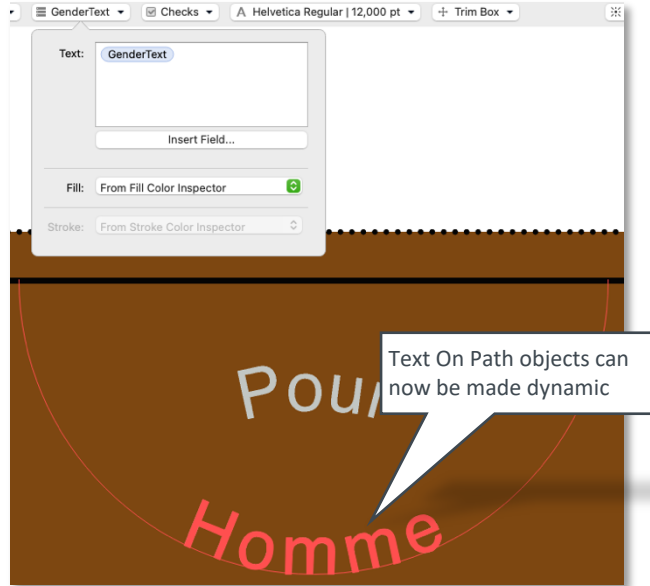 GenderText
Checks
A Helvetica Regular | 12,000 pt
Trim Box
Text:
GenderText
Insert Field...
Fill:
From Fill Color Inspector
Stroke:
From Stroke Color Inspector
Text On Path objects can
now be made dynamic
Pour
Homme